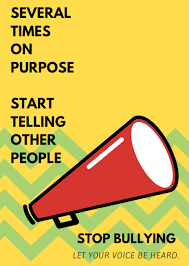 SEVERAL
TIMES
ON
PURPOSE
START
TELLING
OTHER
PEOPLE
STOP BULLYING
LET YOUR VOICE BE HEARD.